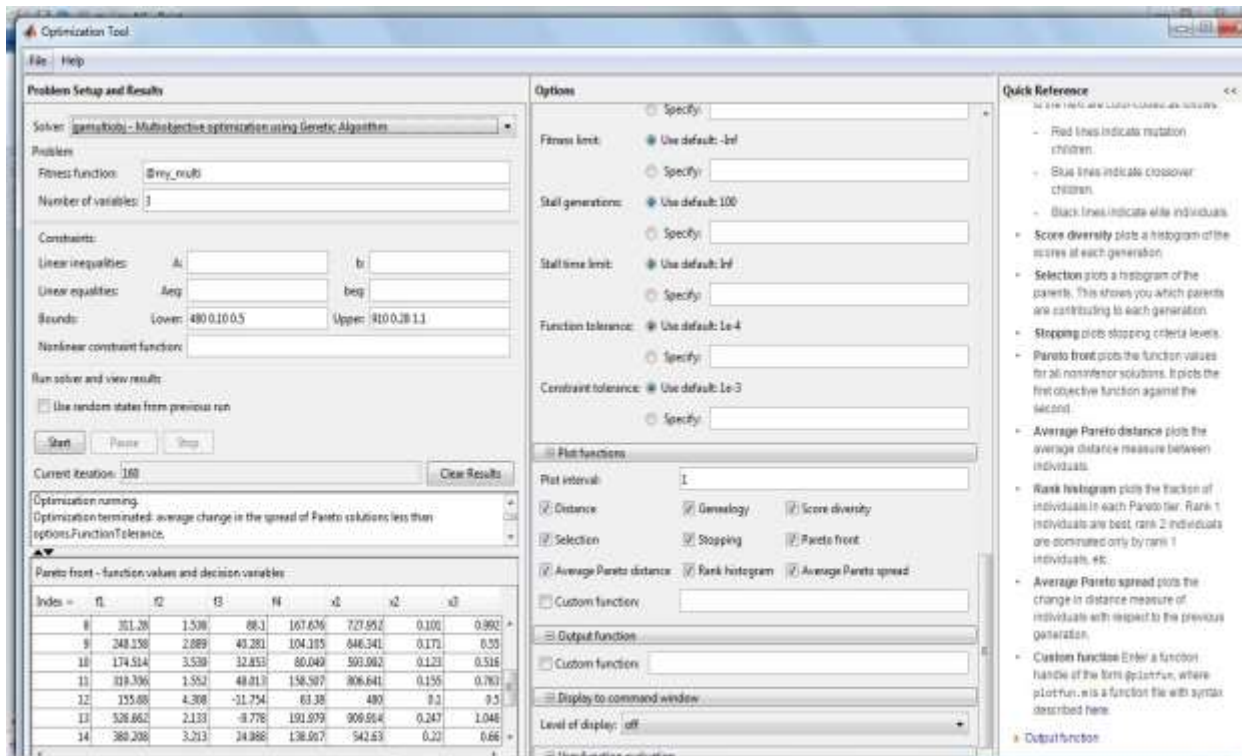 Optimization Tool
File Help
Problem Setup and Results
Solver: gamultiobj - Multiobjective optimization using Genetic Algorithm
Problem
Fitness function: @my_multi
Number of variables: 3
Constraints:
Linear inequalities: A: b:
Linear equalities: Aeq: beq:
Bounds: Lower: 480 0.10 0.5 Upper: 910 0.28 1.1
Nonlinear constraint function:
Run solver and view results
Use random states from previous run
Start Pause Stop
Current iteration: 160 Clear Results
Optimization running.
Optimization terminated: average change in the spread of Pareto solutions less than
options.FunctionTolerance.
Pareto front - function values and decision variables
Index f1 f2 f3 f4 x1 x2 x3
8 311.28 1.538 88.1 167.676 727.952 0.101 0.992
9 248.158 2.889 40.281 104.105 646.341 0.171 0.55
10 174.514 3.539 32.853 80.049 593.982 0.123 0.516
11 319.706 1.552 48.013 158.507 806.641 0.155 0.763
12 155.68 4.308 -11.754 63.38 480 0.1 0.5
13 526.662 2.133 -9.778 191.979 909.914 0.247 1.046
14 380.208 3.213 24.988 138.917 542.63 0.22 0.66
Options
Specify:
Fitness limit: Use default: -Inf
Specify:
Stall generations: Use default: 100
Specify:
Stall time limit: Use default: Inf
Specify:
Function tolerance: Use default: 1e-4
Specify:
Constraint tolerance: Use default: 1e-3
Specify:
Plot functions
Plot interval: 1
Distance Genealogy Score diversity
Selection Stopping Pareto front
Average Pareto distance Rank histogram Average Pareto spread
Custom function:
Output function
Custom function:
Display to command window
Level of display: off
Quick Reference <<
to the next are color-coded as follows:
- Red lines indicate mutation
children.
- Blue lines indicate crossover
children.
- Black lines indicate elite individuals.
• Score diversity plots a histogram of the
scores at each generation.
• Selection plots a histogram of the
parents. This shows you which parents
are contributing to each generation.
• Stopping plots stopping criteria levels.
• Pareto front plots the function values
for all noninferior solutions. It plots the
first objective function against the
second.
• Average Pareto distance plots the
average distance measure between
individuals.
• Rank histogram plots the fraction of
individuals in each Pareto tier. Rank 1
individuals are best, rank 2 individuals
are dominated only by rank 1
individuals, etc.
• Average Pareto spread plots the
change in distance measure of
individuals with respect to the previous
generation.
• Custom function Enter a function
handle of the form @plotfun, where
plotfun.m is a function file with syntax
described here.
Output function